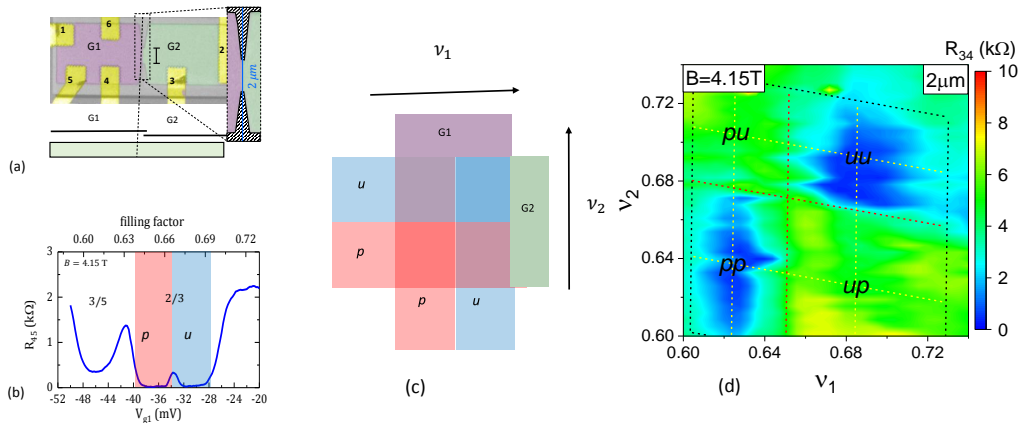 (a)
1
6
G1
G2
2
5
4
3
2 μm
G1
G2
(b)
filling factor
0.60 0.63 0.66 0.69 0.72
B = 4.15 T
3/5
2/3
p
u
R45 (kΩ)
3
2
1
0
-52 -48 -44 -40 -36 -32 -28 -24 -20
Vg1 (mV)
(c)
ν1
G1
u
G2
ν2
p
p
u
(d)
R34 (kΩ)
B=4.15T
2μm
pu
uu
pp
up
ν2
0.72
0.68
0.64
0.60
0.60 0.64 0.68 0.72
ν1
10
8
6
4
2
0